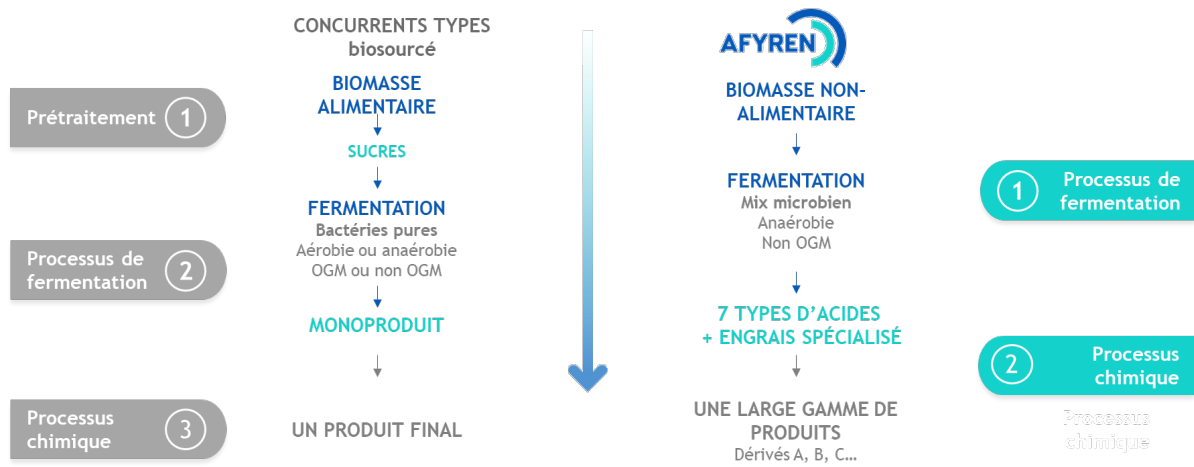 CONCURRENTS TYPES
biosourcé
BIOMASSE
ALIMENTAIRE
SUCRES
FERMENTATION
Bactéries pures
Aérobie ou anaérobie
OGM ou non OGM
MONOPRODUIT
UN PRODUIT FINAL
Prétraitement 1
Processus de
fermentation 2
Processus
chimique 3
AFYREN
BIOMASSE NON-
ALIMENTAIRE
FERMENTATION
Mix microbien
Anaérobie
Non OGM
7 TYPES D’ACIDES
+ ENGRAIS SPÉCIALISÉ
UNE LARGE GAMME DE
PRODUITS
Dérivés A, B, C…
1 Processus de
fermentation
2 Processus
chimique
Processus
chimique